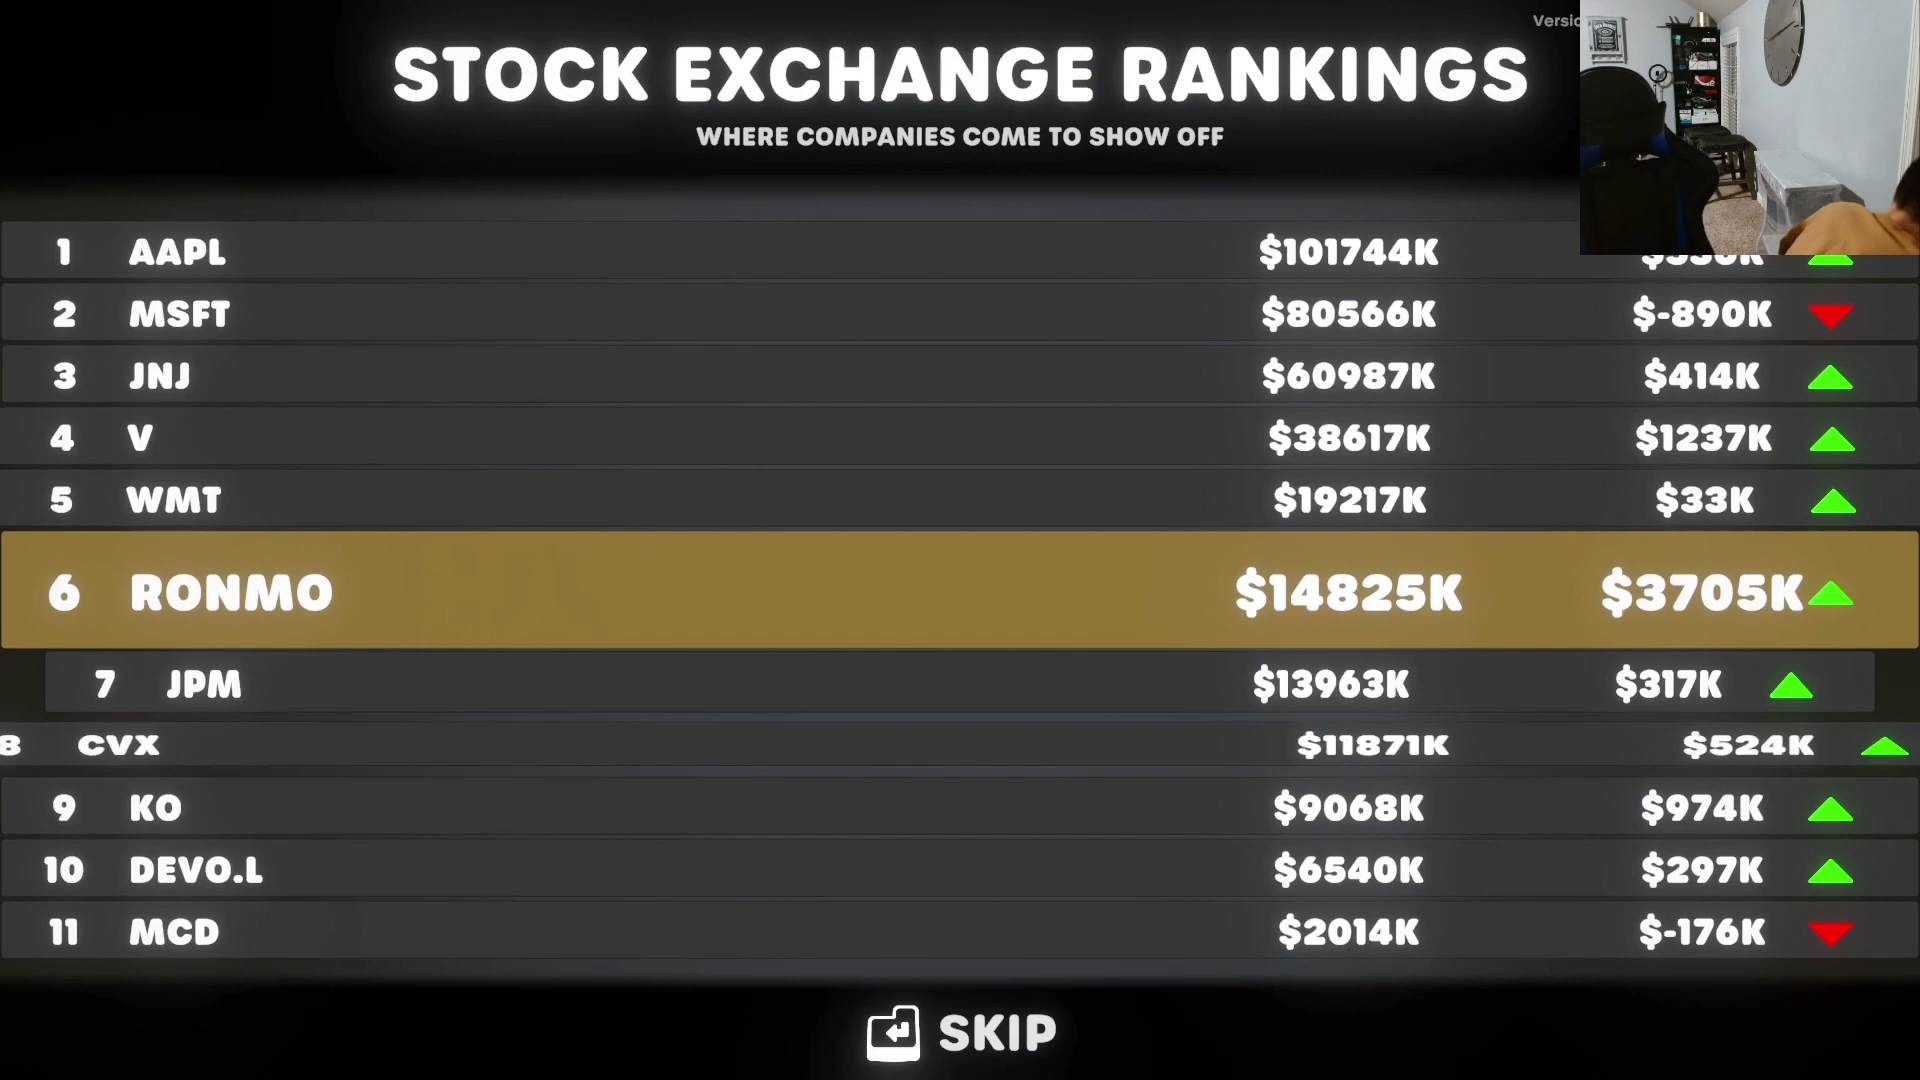 Versio
STOCK EXCHANGE RANKINGS
WHERE COMPANIES COME TO SHOW OFF
1 AAPL $101744K
2 MSFT $80566K $-890K
3 JNJ $60987K $414K
4 V $38617K $1237K
5 WMT $19217K $33K
6 RONMO $14825K $3705K
7 JPM $13963K $317K
8 CVX $11871K $524K
9 KO $9068K $974K
10 DEVO.L $6540K $297K
11 MCD $2014K $-176K
SKIP